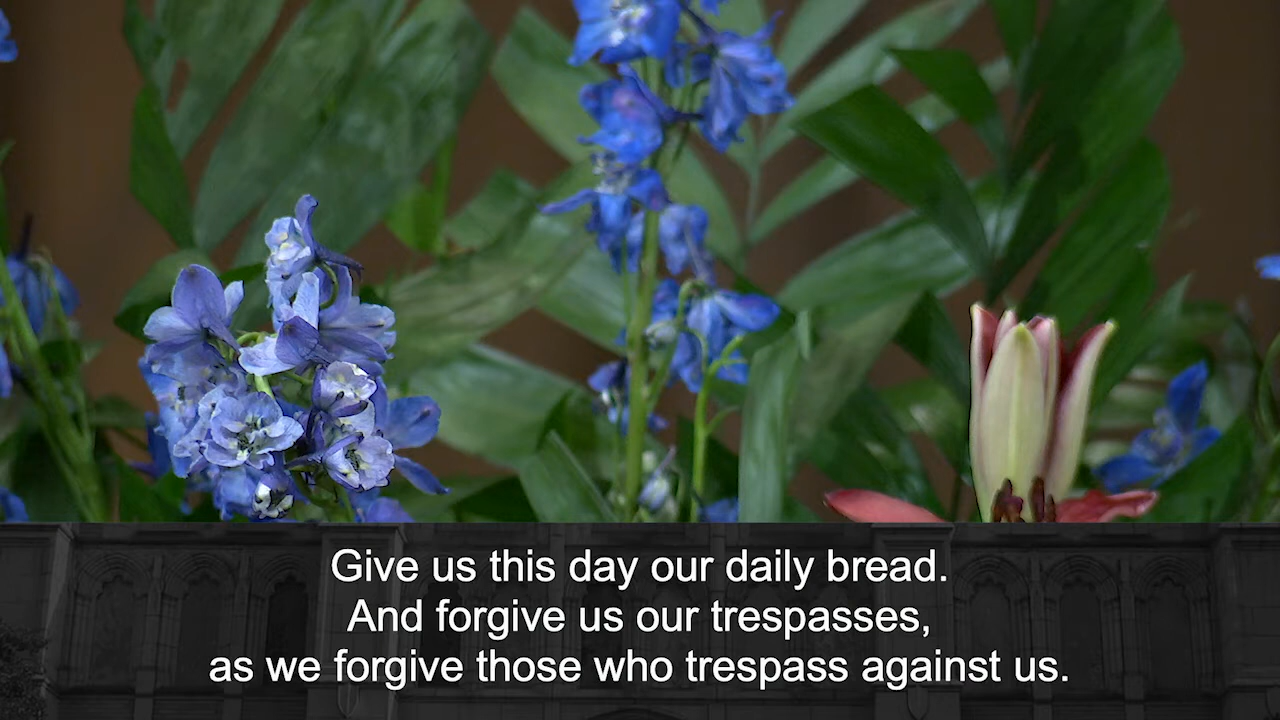 Give us this day our daily bread.
And forgive us our trespasses,
as we forgive those who trespass against us.